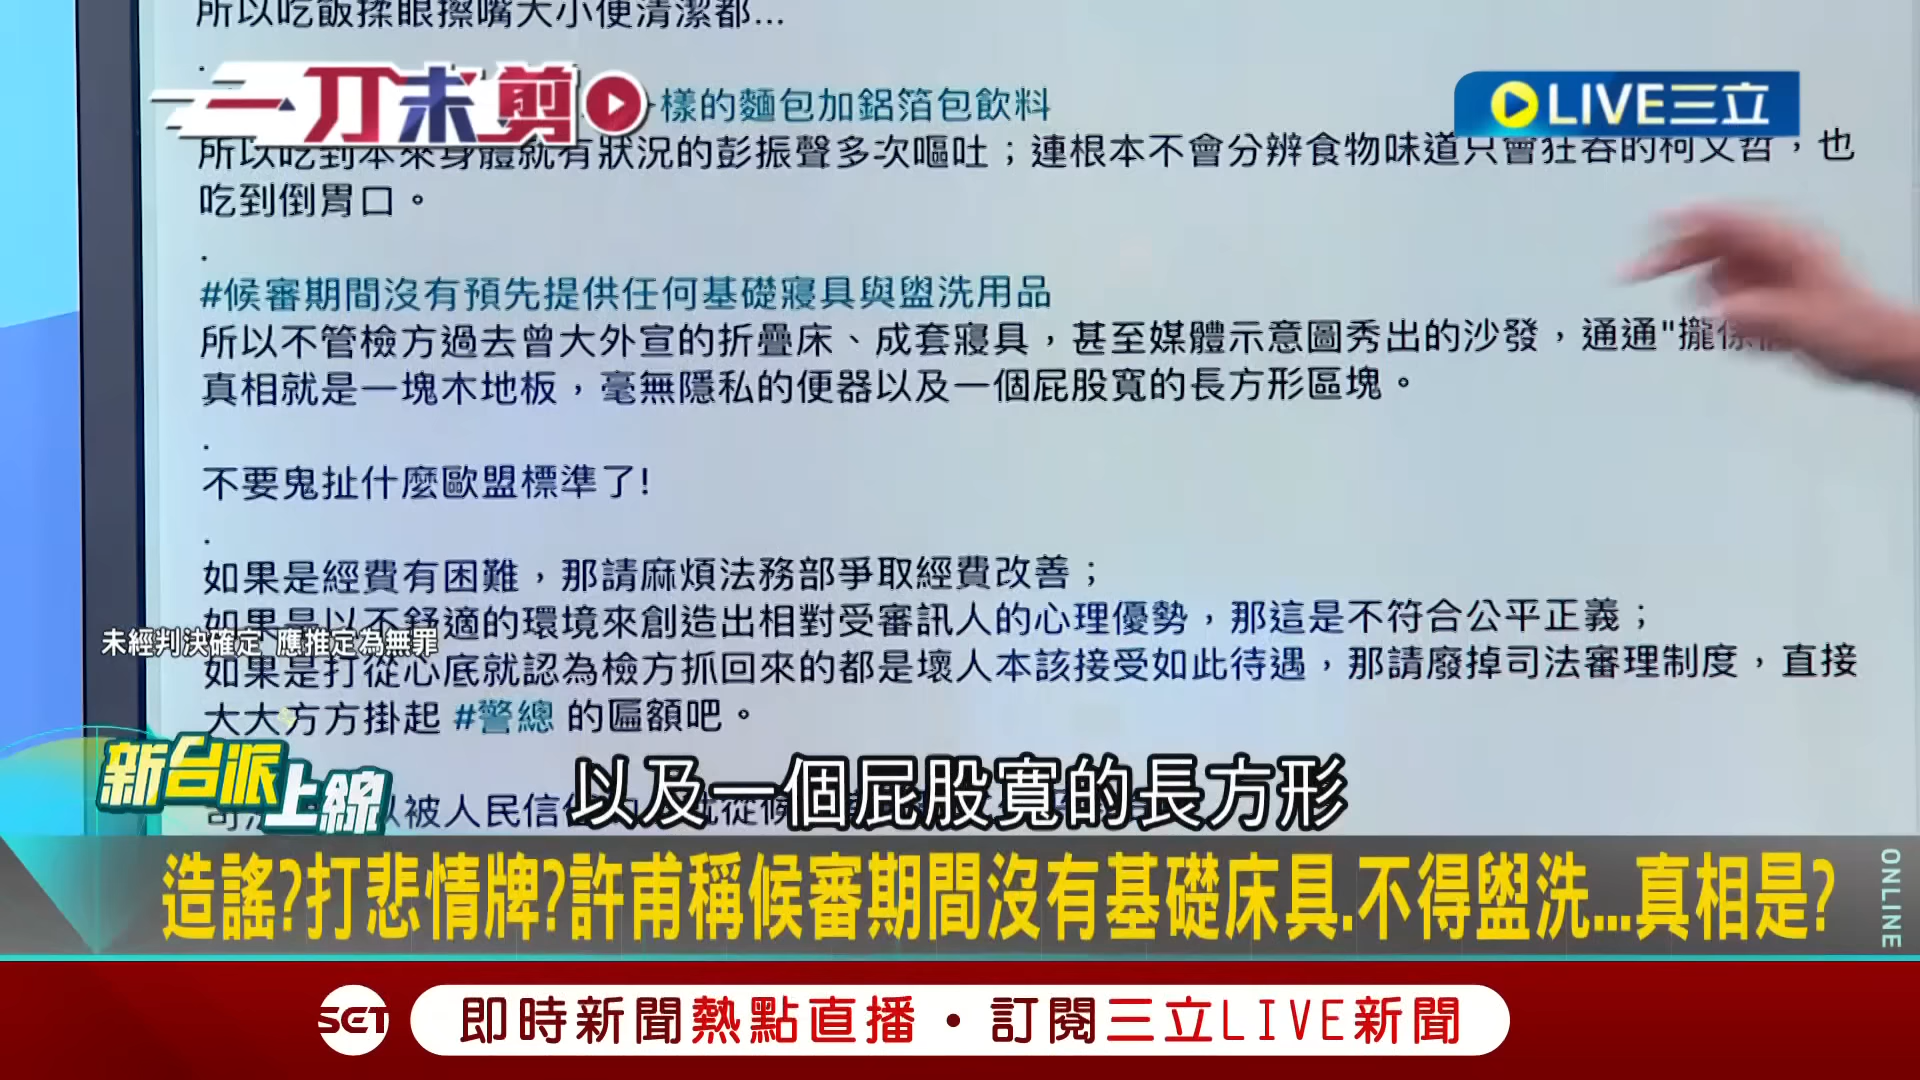 所以吃飯揉眼擦嘴大小便清潔都...
一刀未剪
樣的麵包加鋁箔包飲料
LIVE三立
所以吃到本來身體就有狀況的彭振聲多次嘔吐；連根本不會分辨食物味道只會狂吞的柯文哲，也
吃到倒胃口。
.
#候審期間沒有預先提供任何基礎寢具與盥洗用品
所以不管檢方過去曾大外宣的折疊床、成套寢具，甚至媒體示意圖秀出的沙發，通通"攏係
真相就是一塊木地板，毫無隱私的便器以及一個屁股寬的長方形區塊。
.
不要鬼扯什麼歐盟標準了!
.
如果是經費有困難，那請麻煩法務部爭取經費改善；
如果是以不舒適的環境來創造出相對受審訊人的心理優勢，那這是不符合公平正義；
未經判決確定 應推定為無罪
如果是打從心底就認為檢方抓回來的都是壞人本該接受如此待遇，那請廢掉司法審理制度，直接
大大方方掛起 #警總 的匾額吧。
新台派上線
以被人民信
以及一個屁股寬的長方形
造謠?打悲情牌?許甫稱候審期間沒有基礎床具.不得盥洗...真相是?
ONLINE
SET
即時新聞熱點直播・訂閱三立LIVE新聞